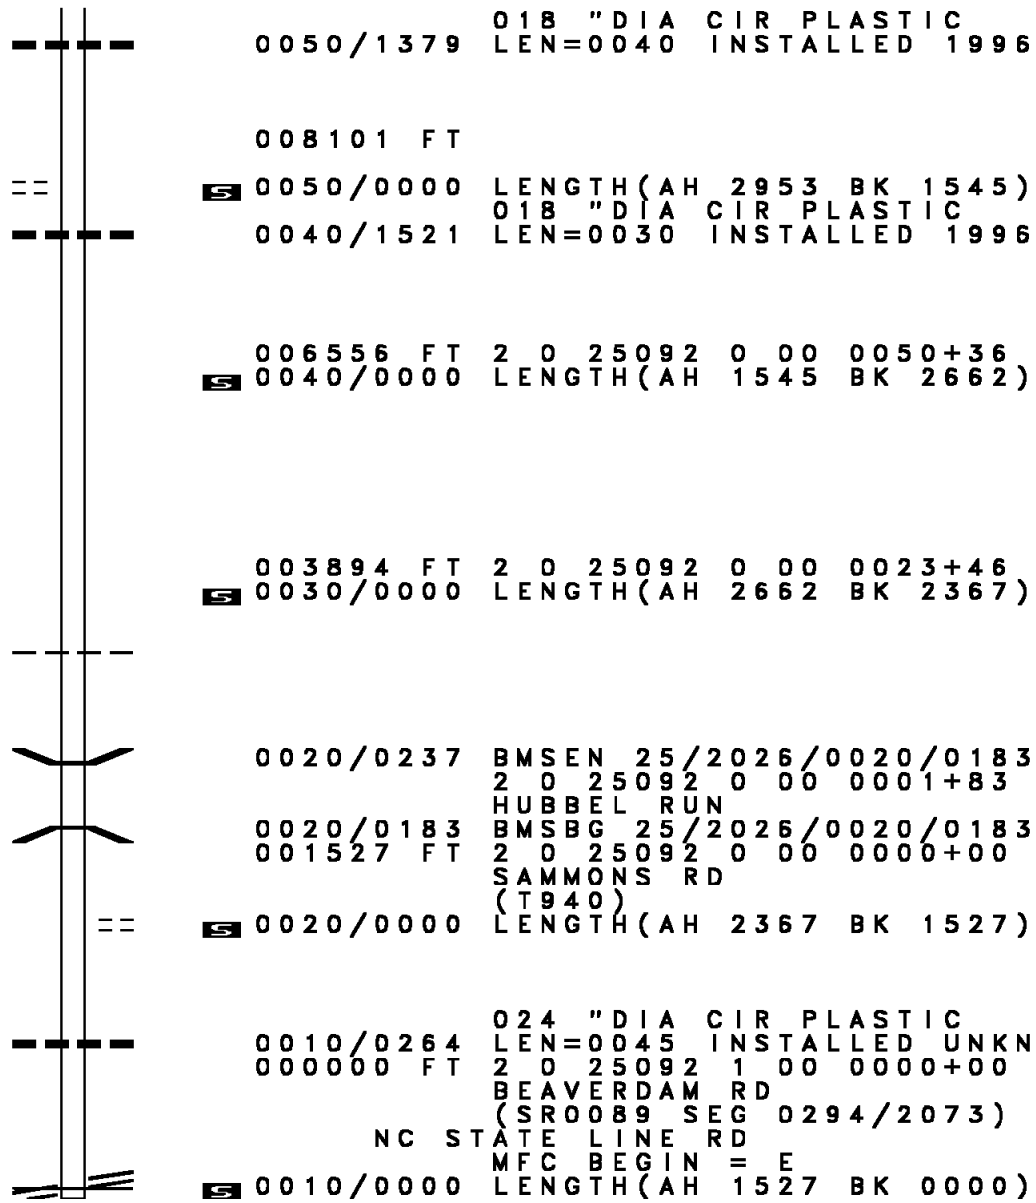 018 "DIA CIR PLASTIC
0050/1379 LEN=0040 INSTALLED 1996
008101 FT
S 0050/0000 LENGTH(AH 2953 BK 1545)
018 "DIA CIR PLASTIC
0040/1521 LEN=0030 INSTALLED 1996
006556 FT 2 0 25092 0 00 0050+36
S 0040/0000 LENGTH(AH 1545 BK 2662)
003894 FT 2 0 25092 0 00 0023+46
S 0030/0000 LENGTH(AH 2662 BK 2367)
0020/0237 BMSEN 25/2026/0020/0183
2 0 25092 0 00 0001+83
HUBBEL RUN
0020/0183 BMSBG 25/2026/0020/0183
001527 FT 2 0 25092 0 00 0000+00
SAMMONS RD
(T940)
S 0020/0000 LENGTH(AH 2367 BK 1527)
024 "DIA CIR PLASTIC
0010/0264 LEN=0045 INSTALLED UNKN
000000 FT 2 0 25092 1 00 0000+00
BEAVERDAM RD
(SR0089 SEG 0294/2073)
NC STATE LINE RD
MFC BEGIN = E
S 0010/0000 LENGTH(AH 1527 BK 0000)